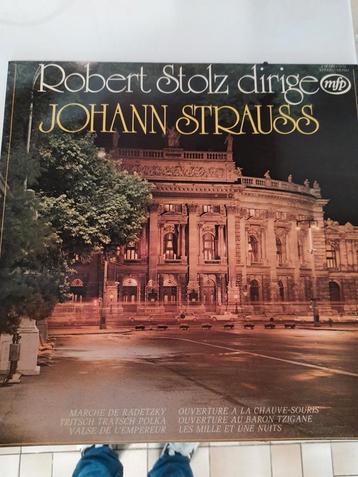 Robert Stolz dirige mfp
JOHANN STRAUSS
MARCHE DE RADETZKY OUVERTURE A LA CHAUVE-SOURIS
TRITSCH TRATSCH POLKA OUVERTURE AU BARON TZIGANE
VALSE DE L'EMPEREUR LES MILLE ET UNE NUITS